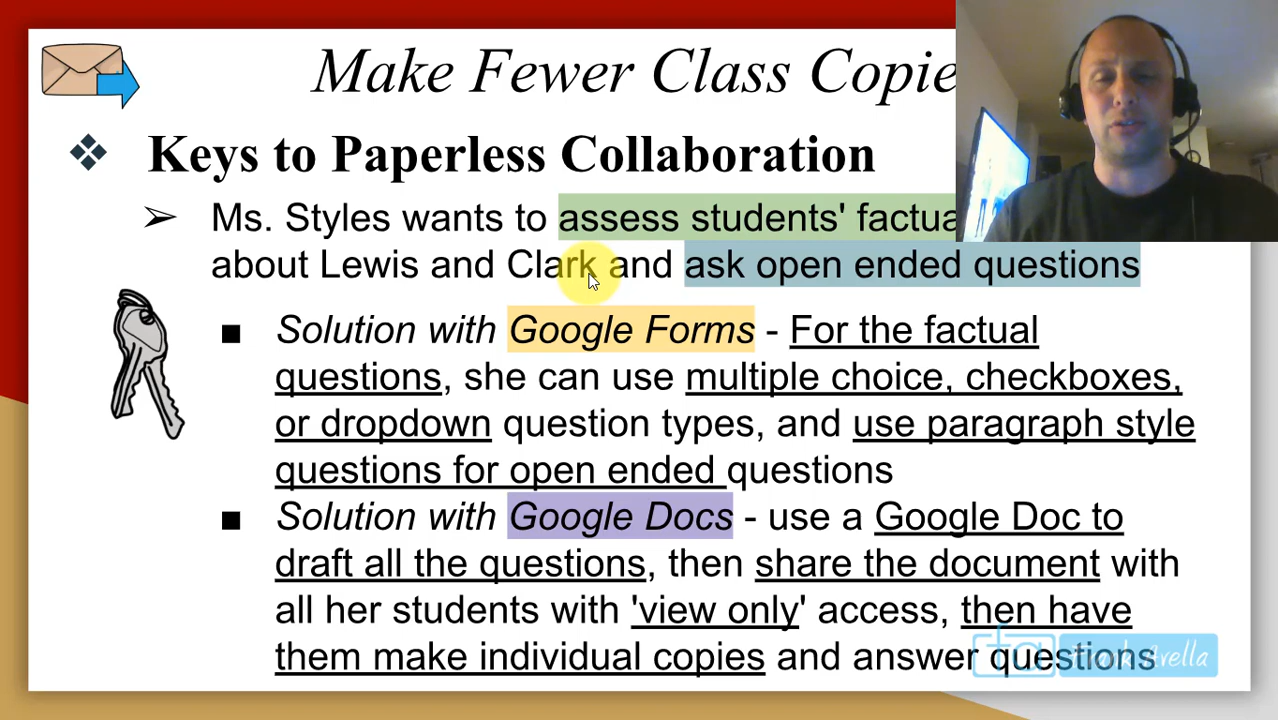 Make Fewer Class Copie
Keys to Paperless Collaboration
Ms. Styles wants to assess students' factua
about Lewis and Clark and ask open ended questions
Solution with Google Forms - For the factual
questions, she can use multiple choice, checkboxes,
or dropdown question types, and use paragraph style
questions for open ended questions
Solution with Google Docs - use a Google Doc to
draft all the questions, then share the document with
all her students with 'view only' access, then have
them make individual copies and answer questions
fa Frank Avella